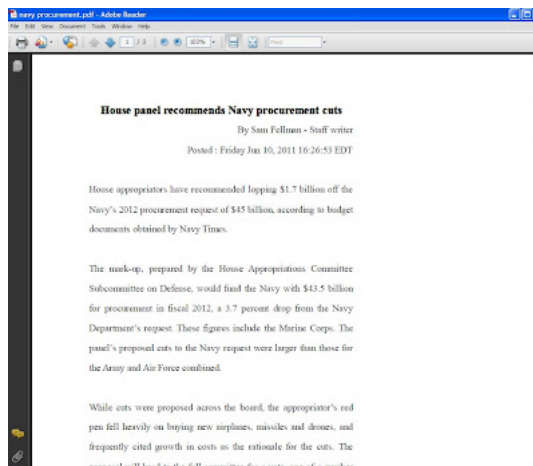 navy procurement.pdf - Adobe Reader
File Edit View Document Tools Window Help
1 / 3 102% Find
House panel recommends Navy procurement cuts
By Sam Fellman - Staff writer
Posted : Friday Jun 10, 2011 16:26:53 EDT
House appropriators have recommended lopping $1.7 billion off the
Navy's 2012 procurement request of $45 billion, according to budget
documents obtained by Navy Times.
The mark-up, prepared by the House Appropriations Committee
Subcommittee on Defense, would fund the Navy with $43.5 billion
for procurement in fiscal 2012, a 3.7 percent drop from the Navy
Department's request. These figures include the Marine Corps. The
panel's proposed cuts to the Navy request were larger than those for
the Army and Air Force combined.
While cuts were proposed across the board, the appropriator's red
pen fell heavily on buying new airplanes, missiles and drones, and
frequently cited growth in costs as the rationale for the cuts. The